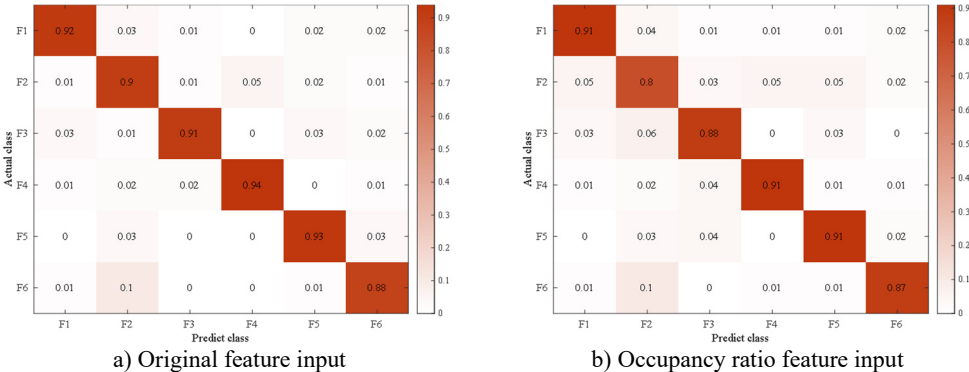 F1 0.92 0.03 0.01 0 0.02 0.02
F2 0.01 0.9 0.01 0.05 0.02 0.01
F3 0.03 0.01 0.91 0 0.03 0.02
F4 0.01 0.02 0.02 0.94 0 0.01
F5 0 0.03 0 0 0.93 0.03
F6 0.01 0.1 0 0 0.01 0.88
F1 F2 F3 F4 F5 F6
Actual class
Predict class
0.9
0.8
0.7
0.6
0.5
0.4
0.3
0.2
0.1
0
a) Original feature input
F1 0.91 0.04 0.01 0.01 0.01 0.02
F2 0.05 0.8 0.03 0.05 0.05 0.02
F3 0.03 0.06 0.88 0 0.03 0
F4 0.01 0.02 0.04 0.91 0.01 0.01
F5 0 0.03 0.04 0 0.91 0.02
F6 0.01 0.1 0 0.01 0.01 0.87
F1 F2 F3 F4 F5 F6
Actual class
Predict class
0.9
0.8
0.7
0.6
0.5
0.4
0.3
0.2
0.1
0
b) Occupancy ratio feature input